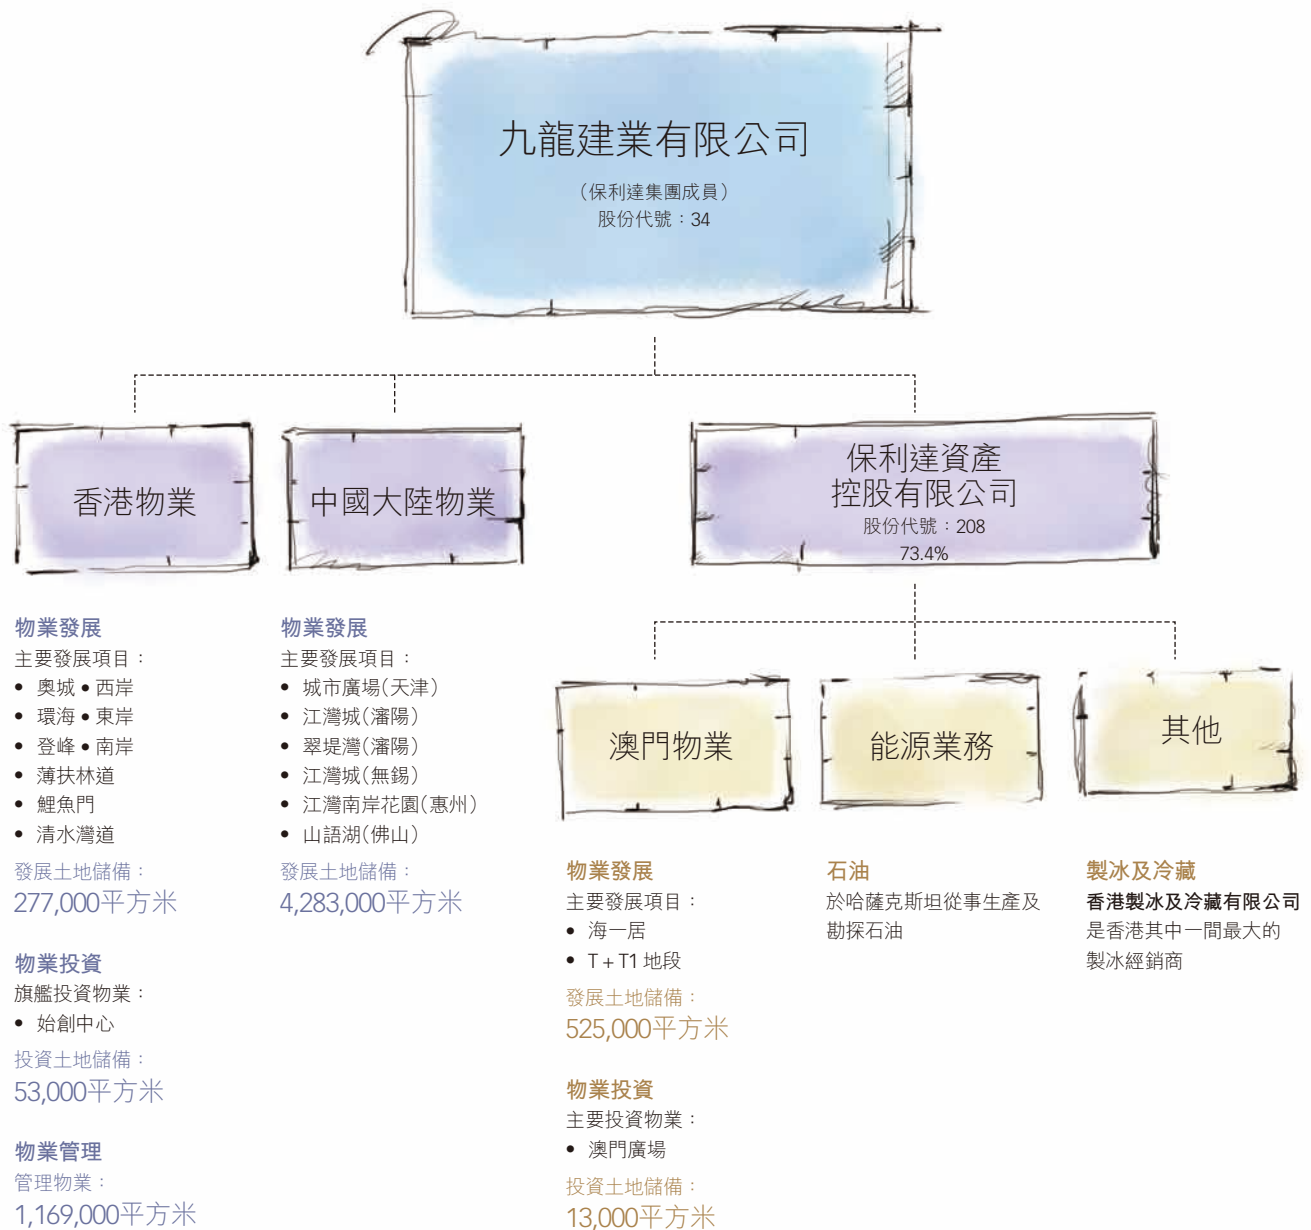 九龍建業有限公司
（保利達集團成員）
股份代號：34
香港物業
中國大陸物業
保利達資產
控股有限公司
股份代號：208
73.4%
物業發展
主要發展項目：
• 奧城 • 西岸
• 環海 • 東岸
• 登峰 • 南岸
• 薄扶林道
• 鯉魚門
• 清水灣道
發展土地儲備：
277,000平方米
物業投資
旗艦投資物業：
• 始創中心
投資土地儲備：
53,000平方米
物業管理
管理物業：
1,169,000平方米
物業發展
主要發展項目：
• 城市廣場(天津)
• 江灣城(瀋陽)
• 翠堤灣(瀋陽)
• 江灣城(無錫)
• 江灣南岸花園(惠州)
• 山語湖(佛山)
發展土地儲備：
4,283,000平方米
澳門物業
能源業務
其他
物業發展
主要發展項目：
• 海一居
• T + T1 地段
發展土地儲備：
525,000平方米
物業投資
主要投資物業：
• 澳門廣場
投資土地儲備：
13,000平方米
石油
於哈薩克斯坦從事生產及
勘探石油
製冰及冷藏
香港製冰及冷藏有限公司
是香港其中一間最大的
製冰經銷商